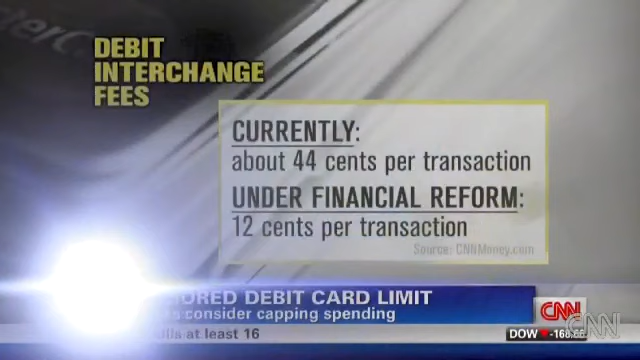 DEBIT
INTERCHANGE
FEES
CURRENTLY:
about 44 cents per transaction
UNDER FINANCIAL REFORM:
12 cents per transaction
Source: CNNMoney.com
DEBIT CARD LIMIT
consider capping spending
CNN
at least 16
DOW
CNN